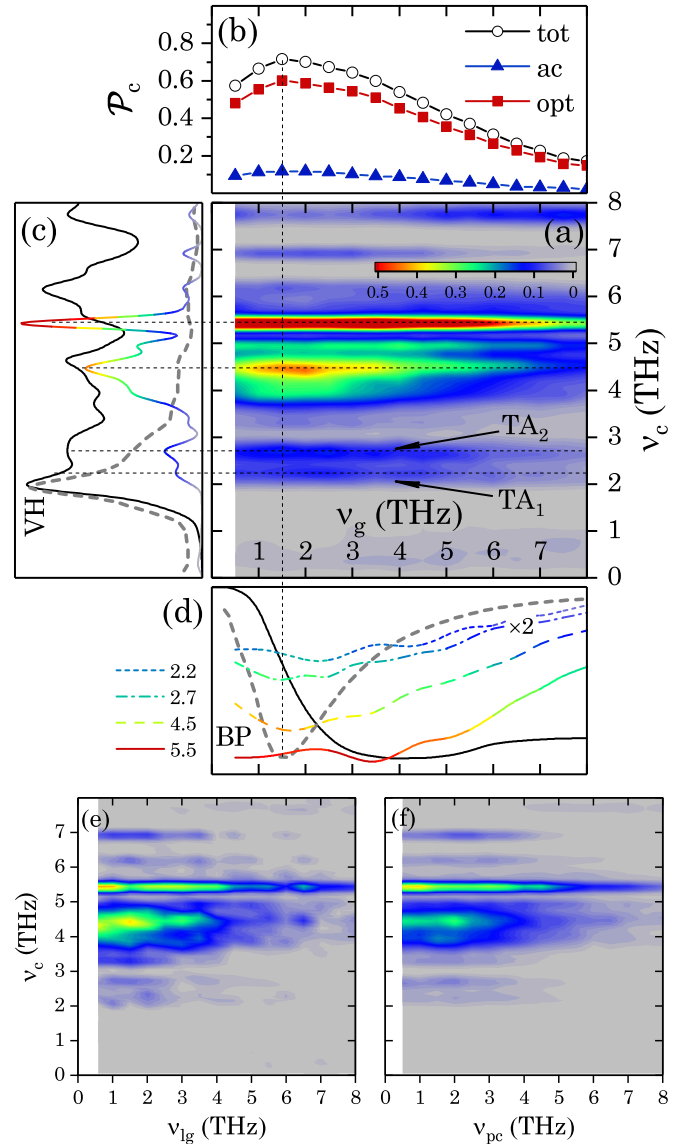 (b)
tot
ac
opt
𝒫c
0.8
0.6
0.4
0.2
(c)
VH
(a)
0.5 0.4 0.3 0.2 0.1 0
TA2
TA1
νg (THz)
1 2 3 4 5 6 7
8
7
6
5
4
3
2
1
0
νc (THz)
(d)
2.2
2.7
4.5
5.5
BP
×2
(e)
7
6
5
4
3
2
1
0
νc (THz)
0 1 2 3 4 5 6 7 8
νlg (THz)
(f)
0 1 2 3 4 5 6 7 8
νpc (THz)